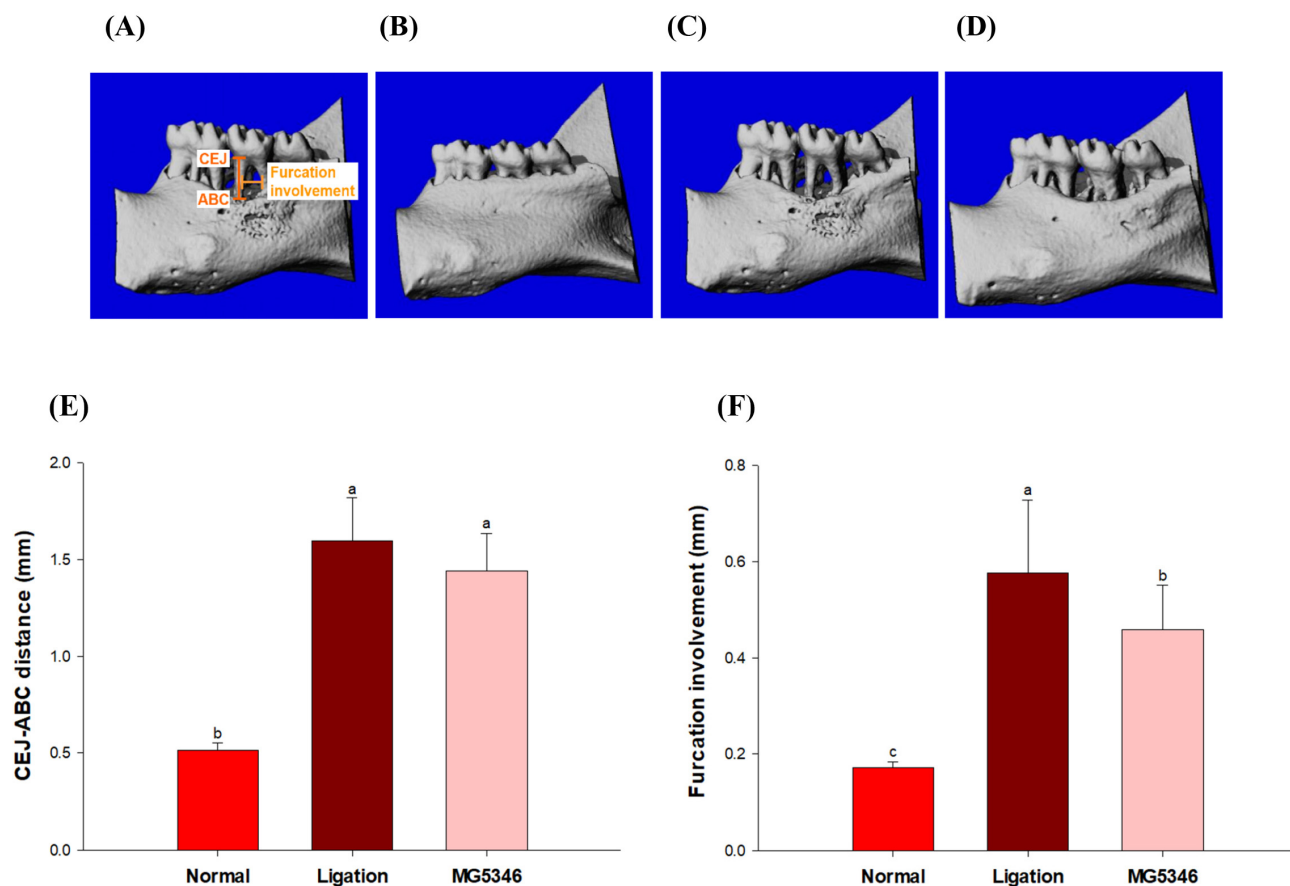 (A)
(B)
(C)
(D)
CEJ
ABC
Furcation
involvement
(E)
CEJ-ABC distance (mm)
2.0
1.5
1.0
0.5
0.0
b
a
a
Normal
Ligation
MG5346
(F)
Furcation involvement (mm)
0.8
0.6
0.4
0.2
0.0
c
a
b
Normal
Ligation
MG5346